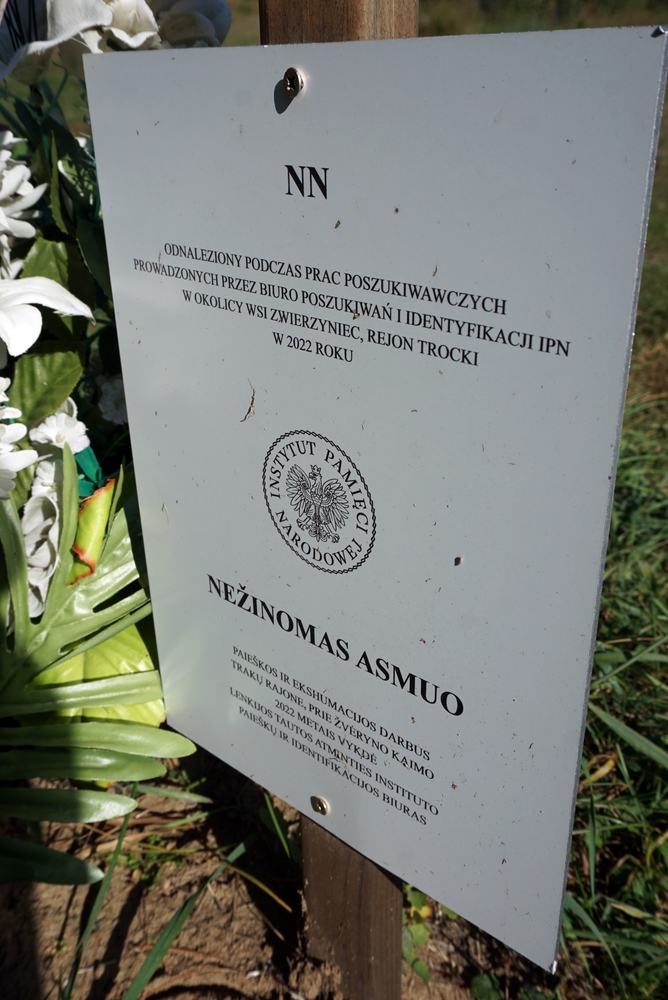 NN
ODNALEZIONY PODCZAS PRAC POSZUKIWAWCZYCH
PROWADZONYCH PRZEZ BIURO POSZUKIWAŃ I IDENTYFIKACJI IPN
W OKOLICY WSI ZWIERZYNIEC, REJON TROCKI
W 2022 ROKU
INSTYTUT PAMIĘCI
NARODOWEJ
NEŽINOMAS ASMUO
PAIEŠKOS IR EKSHUMACIJOS DARBUS
TRAKŲ RAJONE, PRIE ŽVĖRYNO KAIMO
2022 METAIS VYKDĖ
LENKIJOS TAUTOS ATMINTIES INSTITUTO
PAIEŠKŲ IR IDENTIFIKACIJOS BIURAS